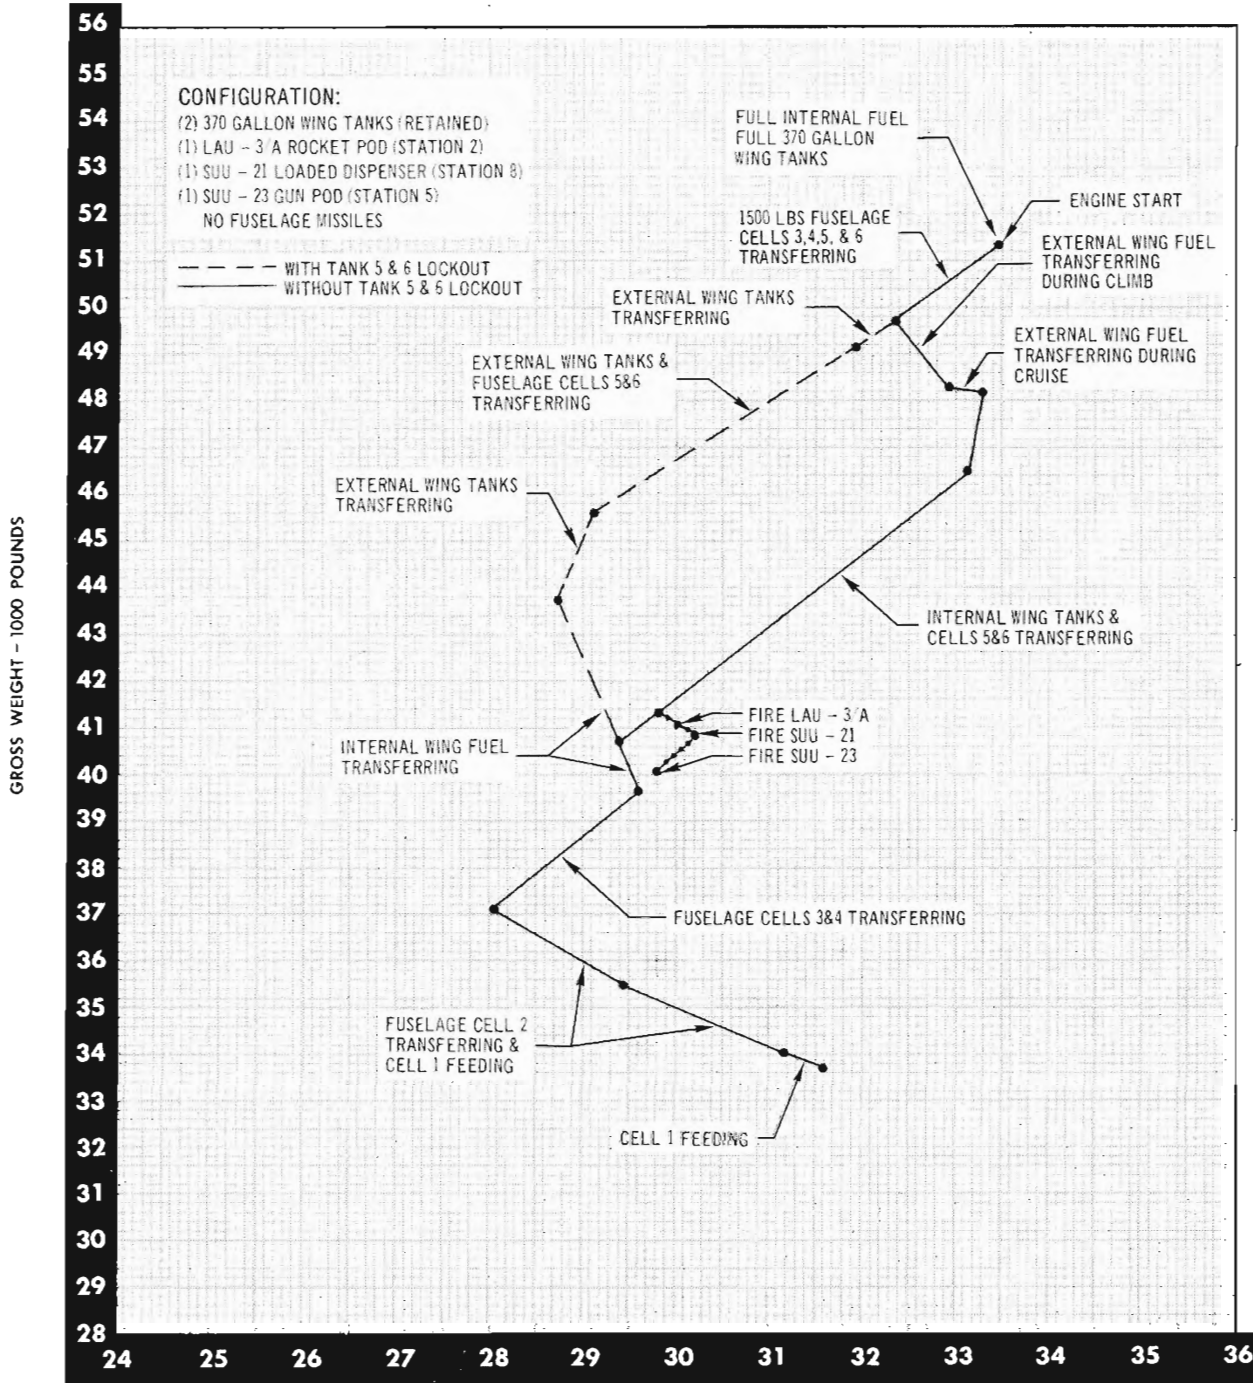 56
55
54
53
52
51
50
49
48
47
46
45
44
43
42
41
40
39
38
37
36
35
34
33
32
31
30
29
28
GROSS WEIGHT - 1000 POUNDS
CONFIGURATION:
(2) 370 GALLON WING TANKS (RETAINED)
(1) LAU - 3/A ROCKET POD (STATION 2)
(1) SUU - 21 LOADED DISPENSER (STATION 8)
(1) SUU - 23 GUN POD (STATION 5)
NO FUSELAGE MISSILES
WITH TANK 5 & 6 LOCKOUT
WITHOUT TANK 5 & 6 LOCKOUT
FULL INTERNAL FUEL
FULL 370 GALLON
WING TANKS
ENGINE START
1500 LBS FUSELAGE
CELLS 3,4,5, & 6
TRANSFERRING
EXTERNAL WING FUEL
TRANSFERRING
DURING CLIMB
EXTERNAL WING TANKS
TRANSFERRING
EXTERNAL WING FUEL
TRANSFERRING DURING
CRUISE
EXTERNAL WING TANKS &
FUSELAGE CELLS 5&6
TRANSFERRING
EXTERNAL WING TANKS
TRANSFERRING
INTERNAL WING TANKS &
CELLS 5&6 TRANSFERRING
FIRE LAU - 3/A
FIRE SUU - 21
FIRE SUU - 23
INTERNAL WING FUEL
TRANSFERRING
FUSELAGE CELLS 3&4 TRANSFERRING
FUSELAGE CELL 2
TRANSFERRING &
CELL 1 FEEDING
CELL 1 FEEDING
24 25 26 27 28 29 30 31 32 33 34 35 36